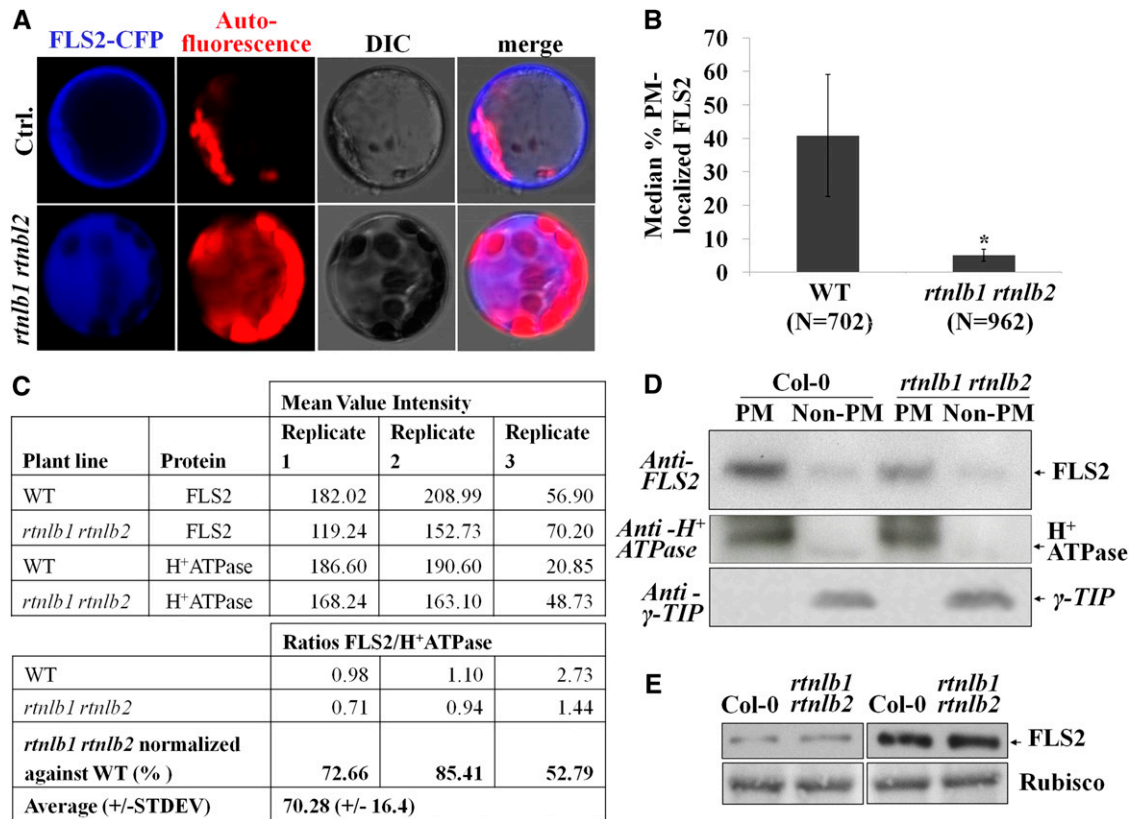 A
FLS2-CFP
Auto-
fluorescence
DIC
merge
Ctrl.
rtnlb1 rtnbl2
B
Median % PM-
localized FLS2
70
60
50
40
30
20
10
0
*
WT
(N=702)
rtnlb1 rtnlb2
(N=962)
C
Mean Value Intensity
Plant line Protein Replicate 1 Replicate 2 Replicate 3
WT FLS2 182.02 208.99 56.90
rtnlb1 rtnlb2 FLS2 119.24 152.73 70.20
WT H+ATPase 186.60 190.60 20.85
rtnlb1 rtnlb2 H+ATPase 168.24 163.10 48.73
Ratios FLS2/H+ATPase
WT 0.98 1.10 2.73
rtnlb1 rtnlb2 0.71 0.94 1.44
rtnlb1 rtnlb2 normalized
against WT (% ) 72.66 85.41 52.79
Average (+/-STDEV) 70.28 (+/- 16.4)
D
Col-0 rtnlb1 rtnlb2
PM Non-PM PM Non-PM
Anti-
FLS2
FLS2
Anti -H+
ATPase
H+
ATPase
Anti -
γ-TIP
γ-TIP
E
Col-0
rtnlb1
rtnlb2
Col-0
rtnlb1
rtnlb2
FLS2
Rubisco